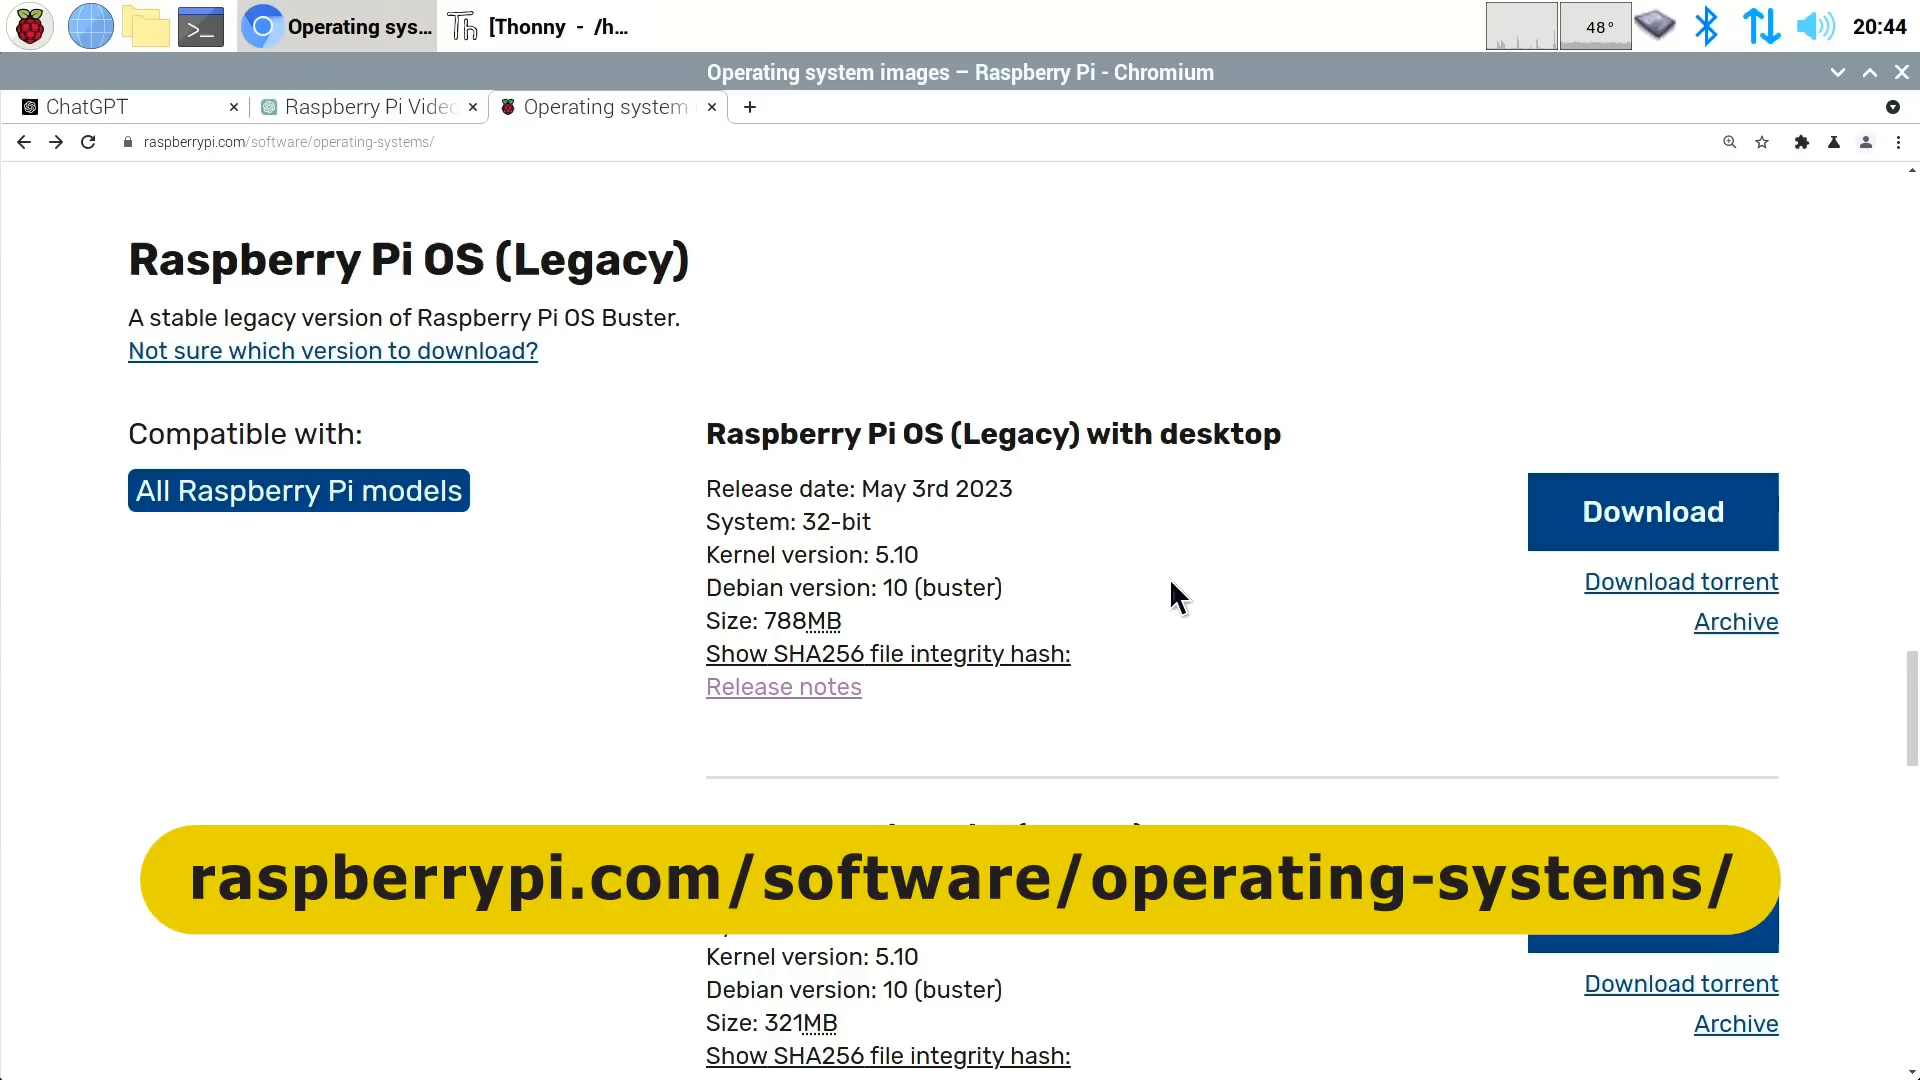 Operating sys...
[Thonny - /h...
48°
20:44
Operating system images – Raspberry Pi - Chromium
ChatGPT
Raspberry Pi Videc
Operating system
raspberrypi.com/software/operating-systems/
Raspberry Pi OS (Legacy)
A stable legacy version of Raspberry Pi OS Buster.
Not sure which version to download?
Compatible with:
All Raspberry Pi models
Raspberry Pi OS (Legacy) with desktop
Release date: May 3rd 2023
System: 32-bit
Kernel version: 5.10
Debian version: 10 (buster)
Size: 788MB
Show SHA256 file integrity hash:
Release notes
Download
Download torrent
Archive
raspberrypi.com/software/operating-systems/
Kernel version: 5.10
Debian version: 10 (buster)
Size: 321MB
Show SHA256 file integrity hash:
Download torrent
Archive